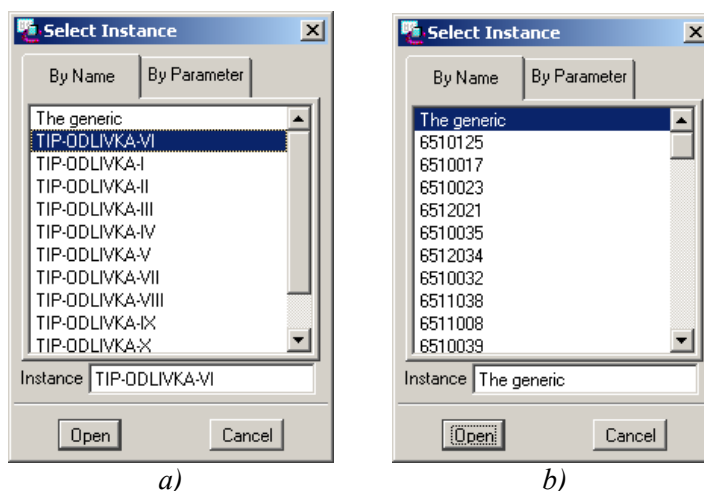 Select Instance
By Name
By Parameter
The generic
TIP-ODLIVKA-VI
TIP-ODLIVKA-I
TIP-ODLIVKA-II
TIP-ODLIVKA-III
TIP-ODLIVKA-IV
TIP-ODLIVKA-V
TIP-ODLIVKA-VII
TIP-ODLIVKA-VIII
TIP-ODLIVKA-IX
TIP-ODLIVKA-X
Instance TIP-ODLIVKA-VI
Open
Cancel
a)
Select Instance
By Name
By Parameter
The generic
6510125
6510017
6510023
6512021
6510035
6512034
6510032
6511038
6511008
6510039
Instance The generic
Open
Cancel
b)